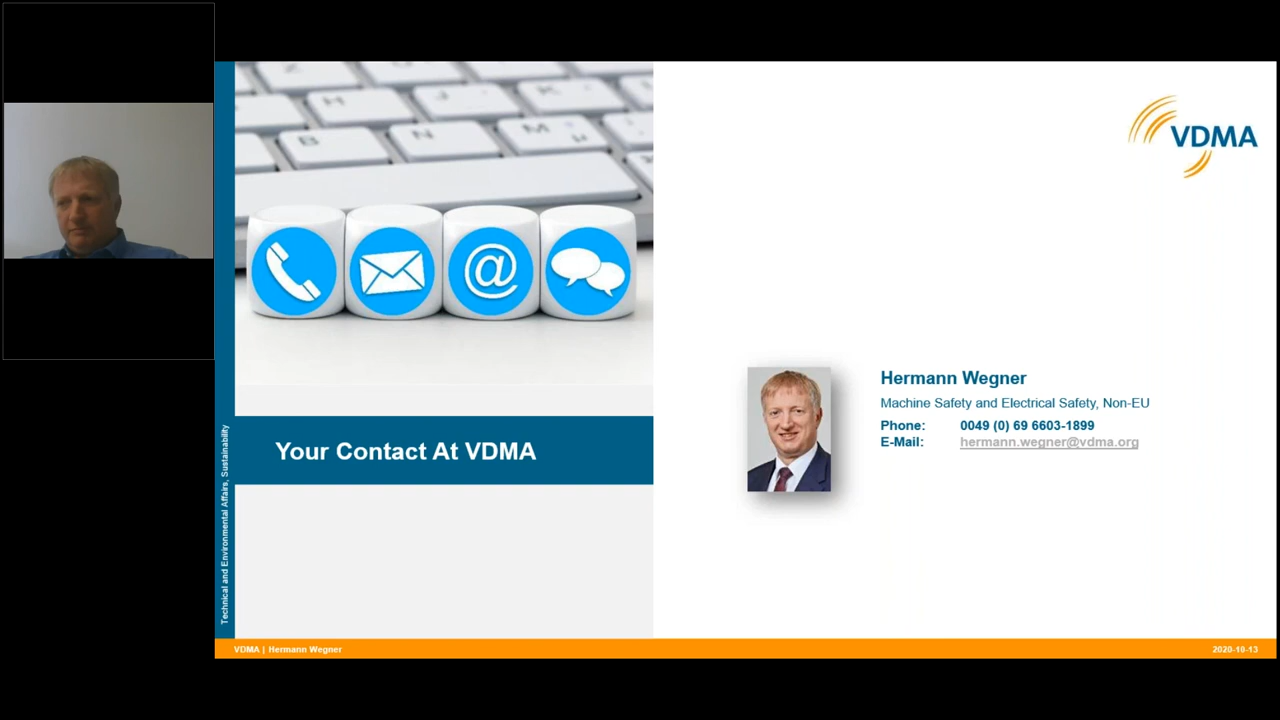 VDMA
Your Contact At VDMA
Hermann Wegner
Machine Safety and Electrical Safety, Non-EU
Phone: 0049 (0) 69 6603-1899
E-Mail: hermann.wegner@vdma.org
Technical and Environmental Affairs, Sustainability
VDMA | Hermann Wegner
2020-10-13
B
N
M
µ
@